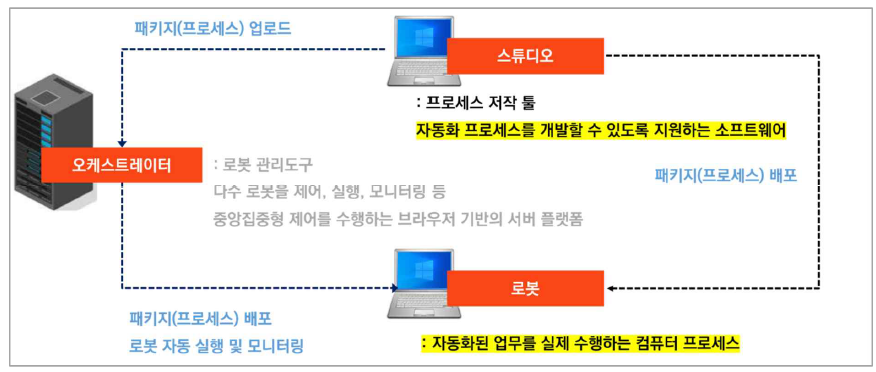 패키지(프로세스) 업로드
스튜디오
: 프로세스 저작 툴
자동화 프로세스를 개발할 수 있도록 지원하는 소프트웨어
오케스트레이터
: 로봇 관리도구
다수 로봇을 제어, 실행, 모니터링 등
중앙집중형 제어를 수행하는 브라우저 기반의 서버 플랫폼
패키지(프로세스) 배포
로봇
패키지(프로세스) 배포
로봇 자동 실행 및 모니터링
: 자동화된 업무를 실제 수행하는 컴퓨터 프로세스